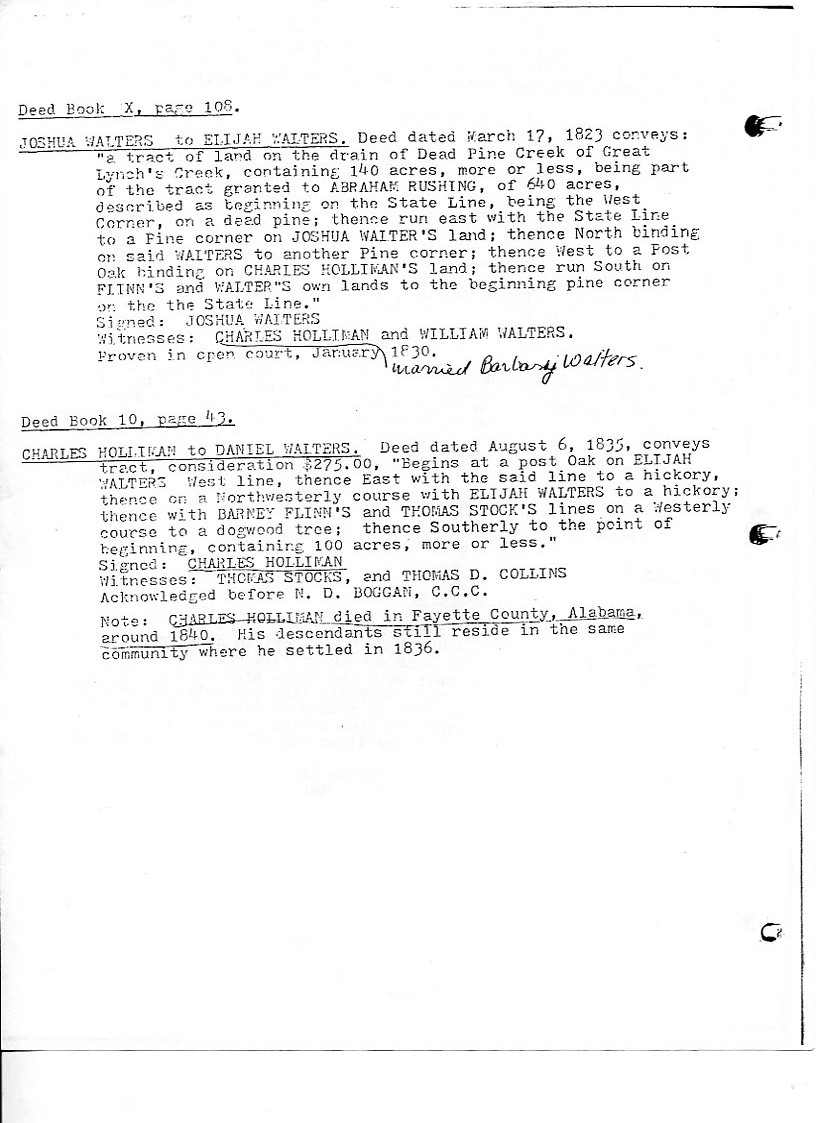 Deed Book X, page 108.
JOSHUA WALTERS to ELIJAH WALTERS. Deed dated March 17, 1823 conveys:
"a tract of land on the drain of Dead Pine Creek of Great
Lynch's Creek, containing 140 acres, more or less, being part
of the tract granted to ABRAHAM RUSHING, of 640 acres,
described as beginning on the State Line, being the West
Corner, on a dead pine; thence run east with the State Line
to a Pine corner on JOSHUA WALTER'S land; thence North binding
on said WALTERS to another Pine corner; thence West to a Post
Oak binding on CHARLES HOLLIMAN'S land; thence run South on
FLINN'S and WALTER"S own lands to the beginning pine corner
on the the State Line."
Signed: JOSHUA WALTERS
Witnesses: CHARLES HOLLIMAN and WILLIAM WALTERS.
Proven in open court, January 1830.
married Barbary Walters.
Deed Book 10, page 43.
CHARLES HOLLIMAN to DANIEL WALTERS. Deed dated August 6, 1835, conveys
tract, consideration $275.00, "Begins at a post Oak on ELIJAH
WALTERS West line, thence East with the said line to a hickory,
thence on a Northwesterly course with ELIJAH WALTERS to a hickory;
thence with BARNEY FLINN'S and THOMAS STOCK'S lines on a Westerly
course to a dogwood tree; thence Southerly to the point of
beginning, containing 100 acres, more or less."
Signed: CHARLES HOLLIMAN
Witnesses: THOMAS STOCKS, and THOMAS D. COLLINS
Acknowledged before N. D. BOGGAN, C.C.C.
Note: CHARLES HOLLIMAN died in Fayette County, Alabama,
around 1840. His descendants still reside in the same
community where he settled in 1836.